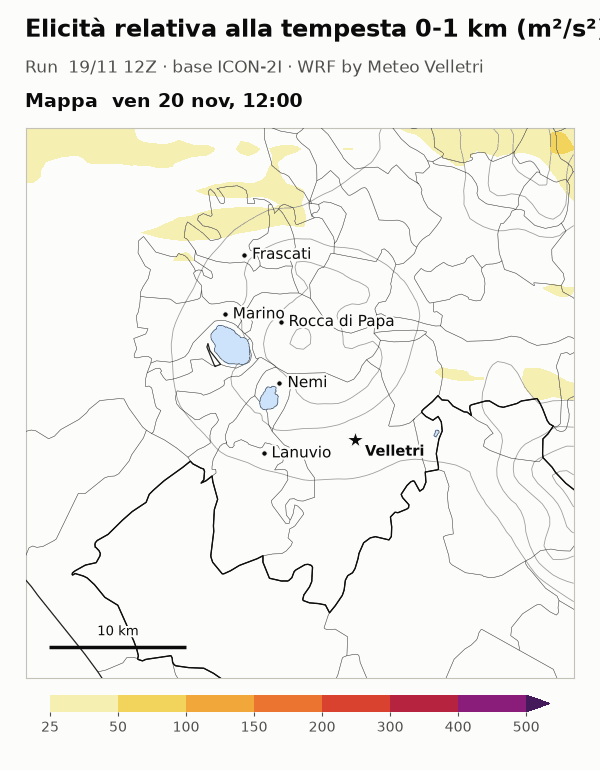 Elicità relativa alla tempesta 0-1 km (m²/s²)
Run  19/11 12Z · base ICON-2I · WRF by Meteo Velletri
Mappa  ven 20 nov, 12:00
Frascati
Marino
Rocca di Papa
Nemi
Velletri
Lanuvio
10 km
25 50 100 150 200 300 400 500